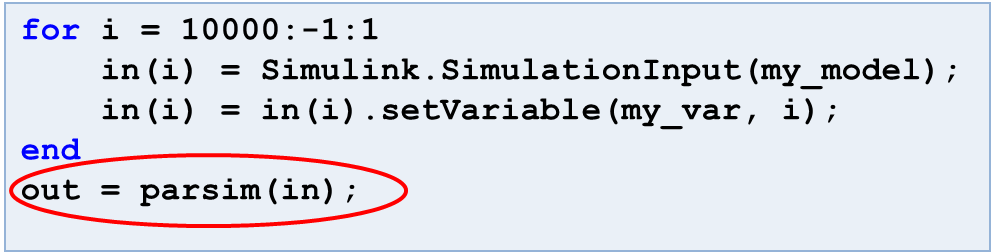 for i = 10000:-1:1
    in(i) = Simulink.SimulationInput(my_model);
    in(i) = in(i).setVariable(my_var, i);
end
out = parsim(in);